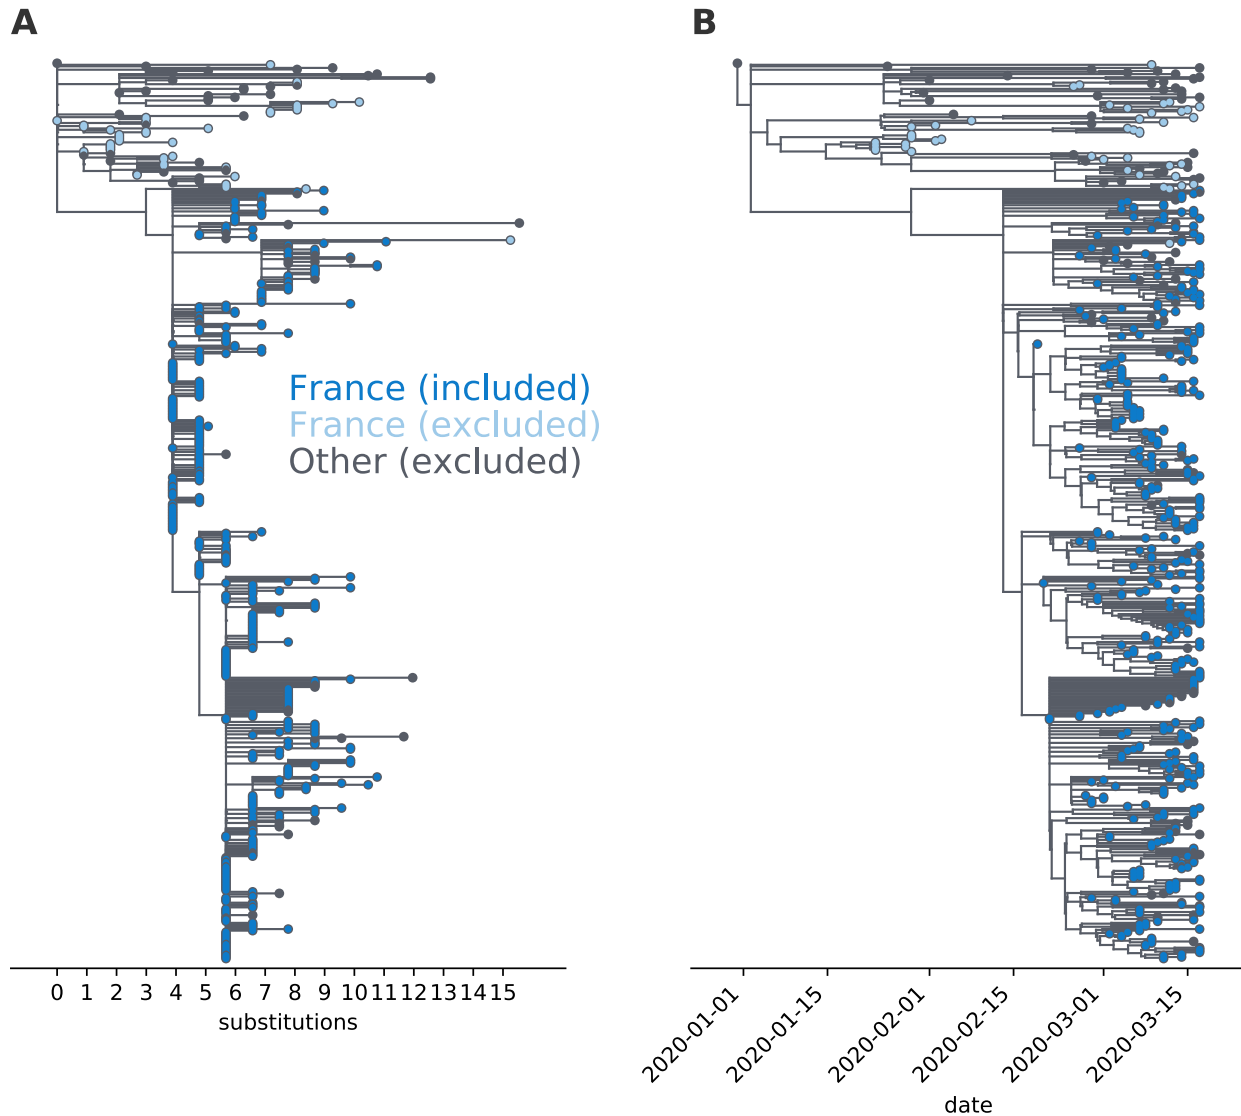 A
B
France (included)
France (excluded)
Other (excluded)
0 1 2 3 4 5 6 7 8 9 10 11 12 13 14 15
substitutions
2020-01-01
2020-01-15
2020-02-01
2020-02-15
2020-03-01
2020-03-15
date